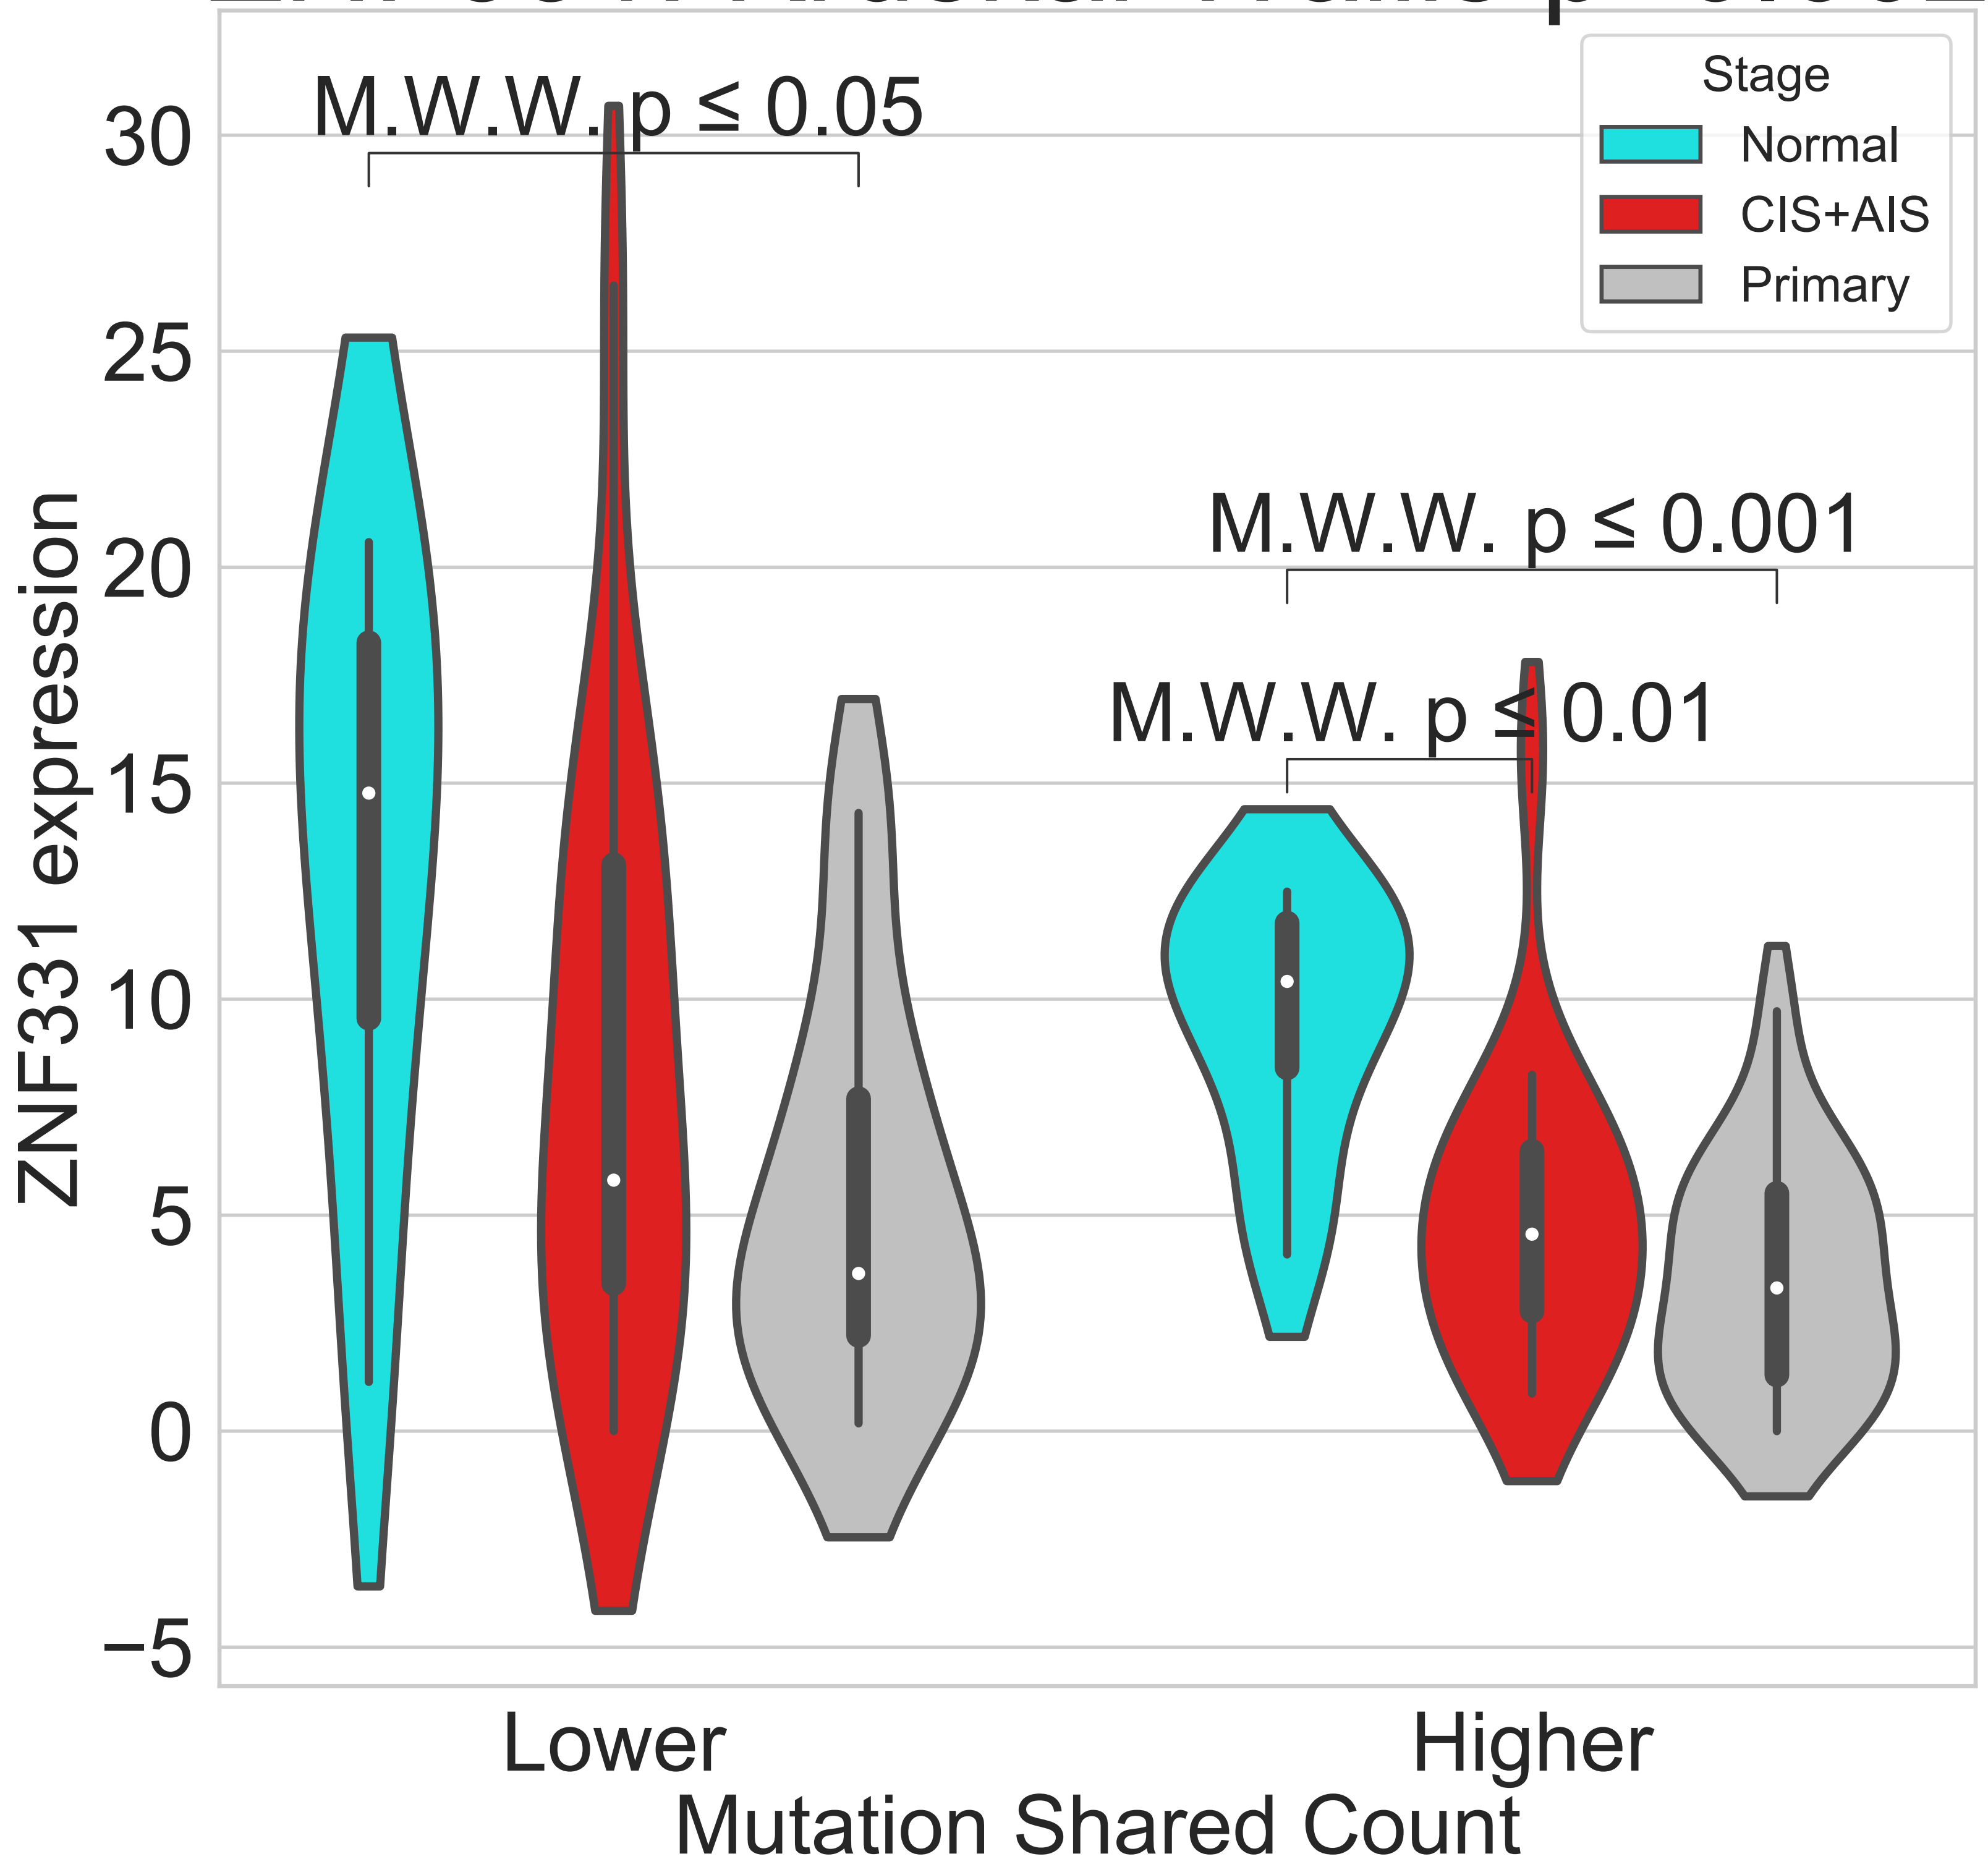 Stage
Normal
CIS+AIS
Primary
M.W.W. p ≤ 0.05
M.W.W. p ≤ 0.001
M.W.W. p ≤ 0.01
30
25
20
15
10
5
0
−5
ZNF331 expression
Lower
Higher
Mutation Shared Count